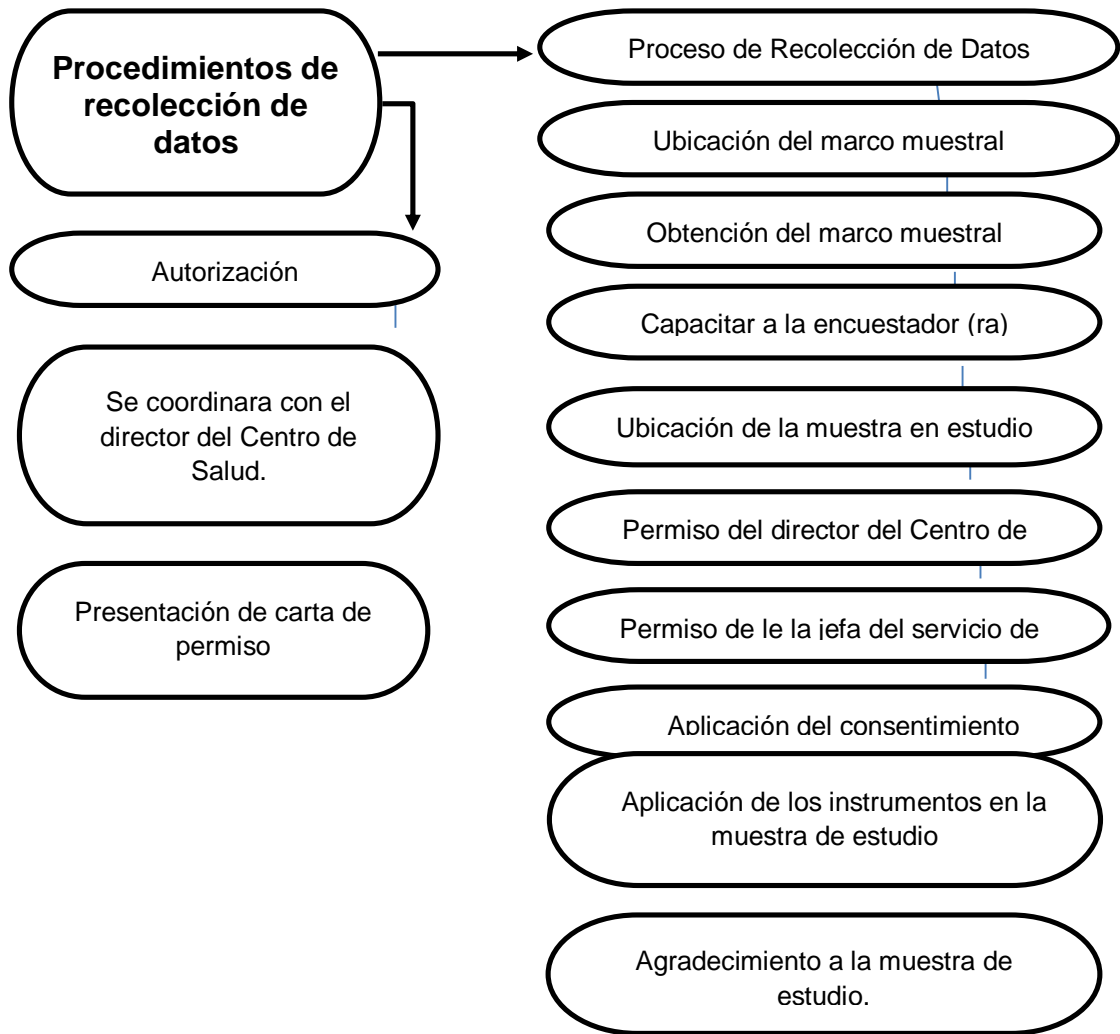 Procedimientos de
recolección de
datos
Autorización
Se coordinara con el
director del Centro de
Salud.
Presentación de carta de
permiso
Proceso de Recolección de Datos
Ubicación del marco muestral
Obtención del marco muestral
Capacitar a la encuestador (ra)
Ubicación de la muestra en estudio
Permiso del director del Centro de
Permiso de le la jefa del servicio de
Aplicación del consentimiento
Aplicación de los instrumentos en la
muestra de estudio
Agradecimiento a la muestra de
estudio.